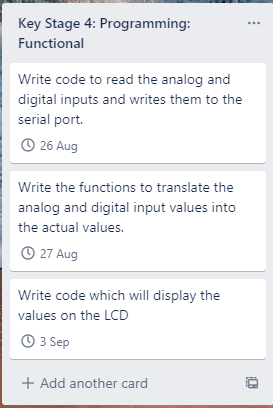 Key Stage 4: Programming:
Functional
Write code to read the analog and
digital inputs and writes them to the
serial port.
26 Aug
Write the functions to translate the
analog and digital input values into
the actual values.
27 Aug
Write code which will display the
values on the LCD
3 Sep
+ Add another card